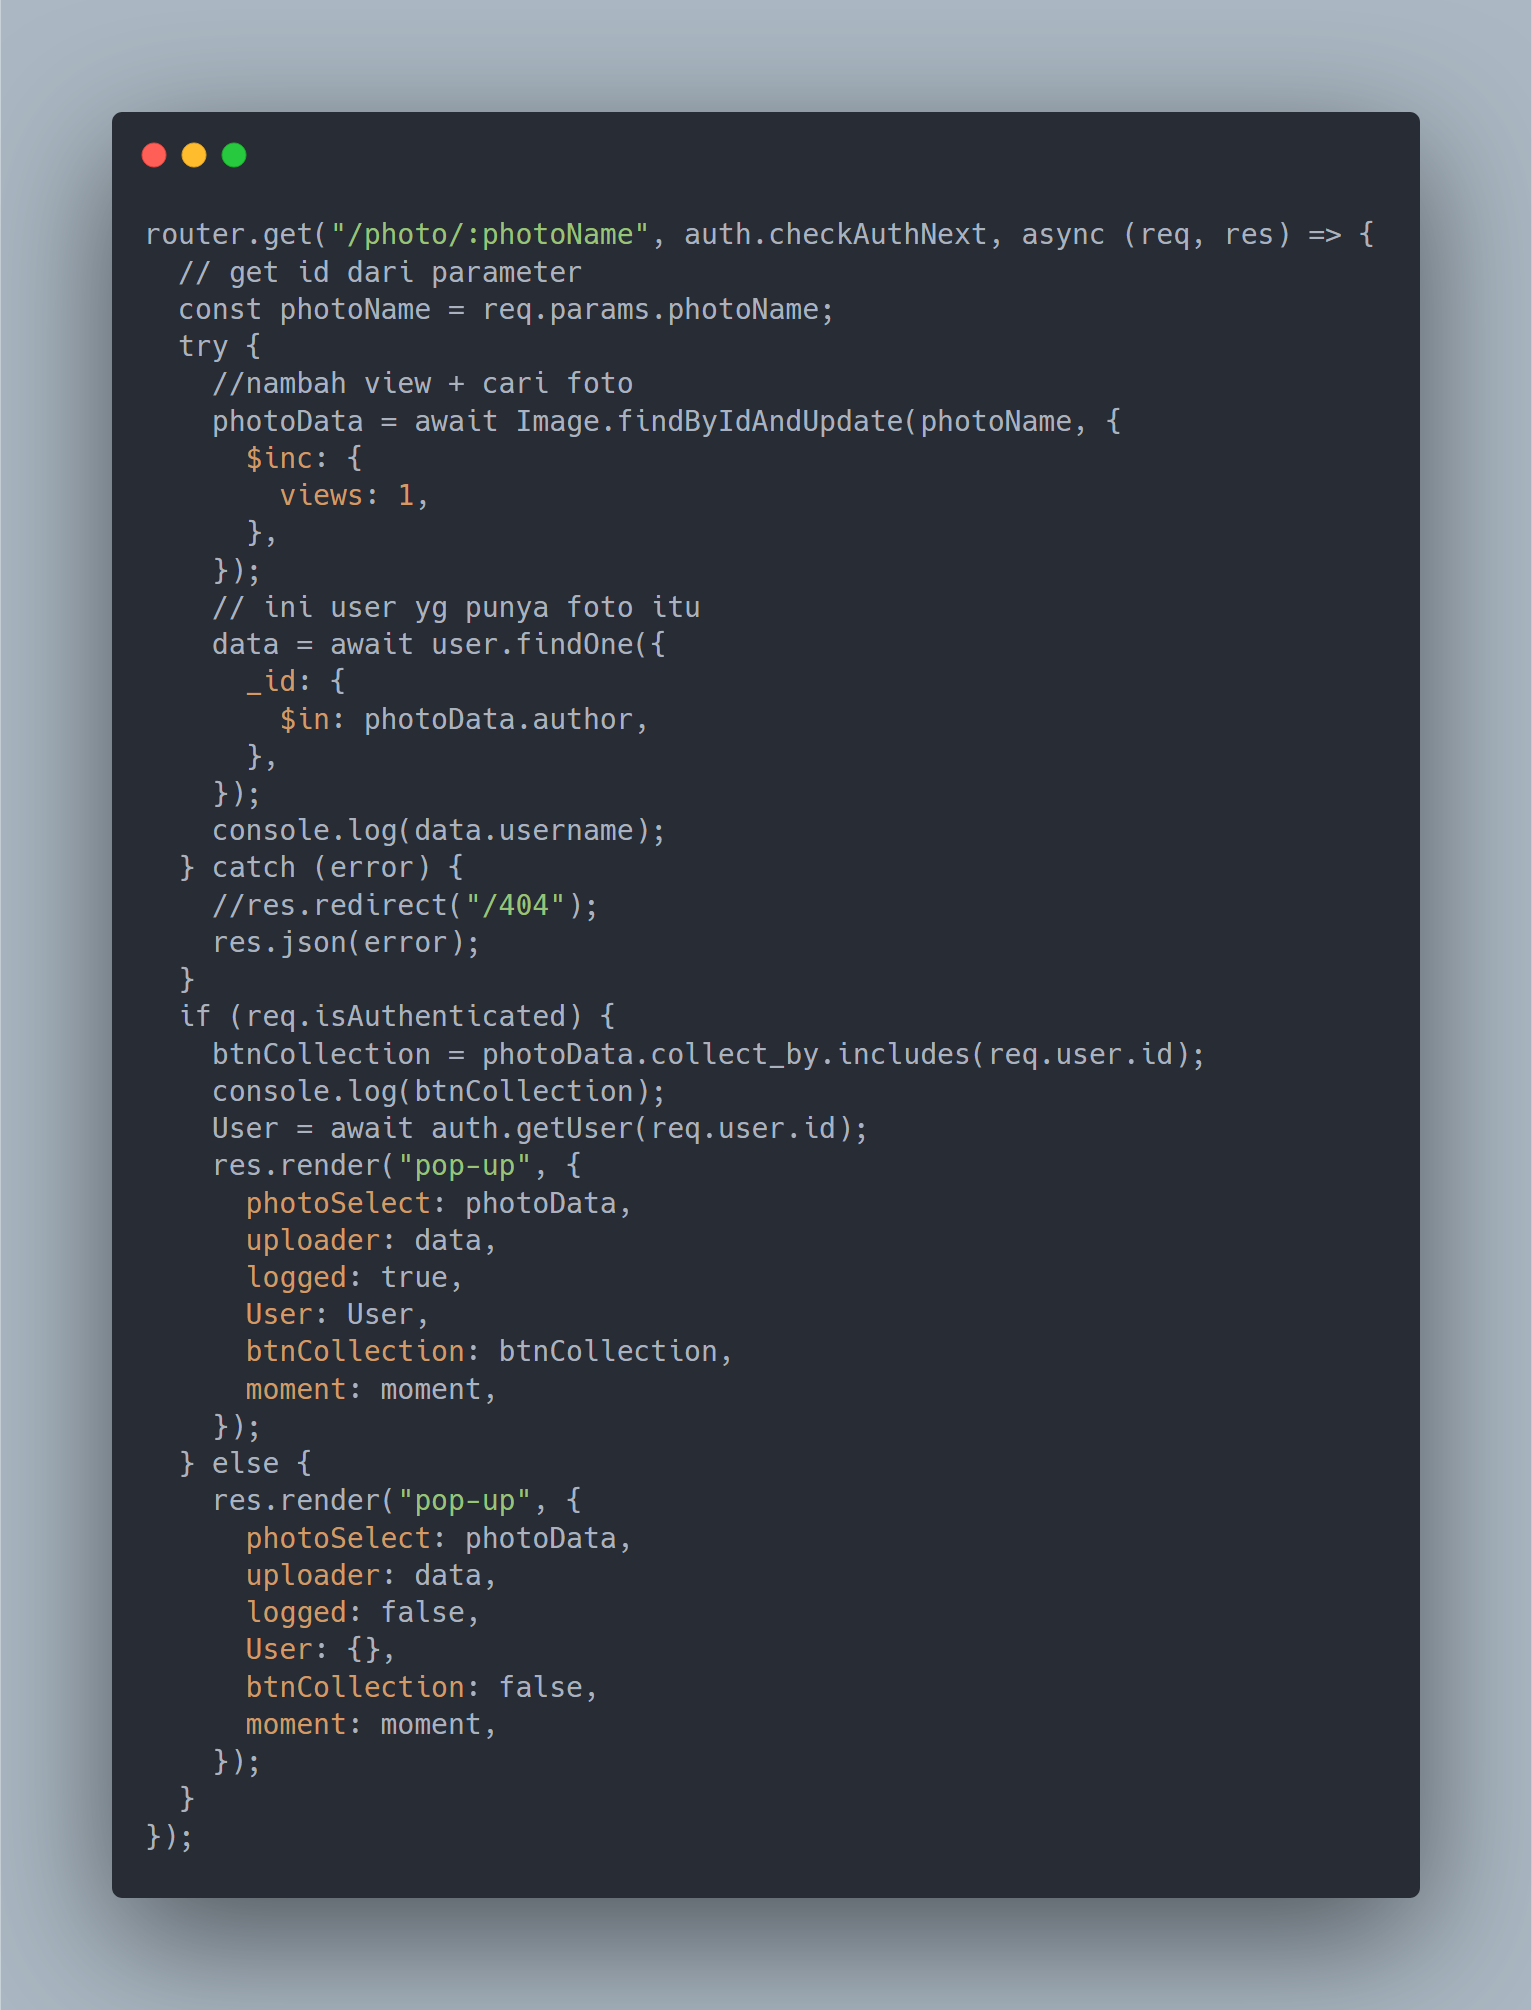 router.get("/photo/:photoName", auth.checkAuthNext, async (req, res) => {
  // get id dari parameter
  const photoName = req.params.photoName;
  try {
    //nambah view + cari foto
    photoData = await Image.findByIdAndUpdate(photoName, {
      $inc: {
        views: 1,
      },
    });
    // ini user yg punya foto itu
    data = await user.findOne({
      _id: {
        $in: photoData.author,
      },
    });
    console.log(data.username);
  } catch (error) {
    //res.redirect("/404");
    res.json(error);
  }
  if (req.isAuthenticated) {
    btnCollection = photoData.collect_by.includes(req.user.id);
    console.log(btnCollection);
    User = await auth.getUser(req.user.id);
    res.render("pop-up", {
      photoSelect: photoData,
      uploader: data,
      logged: true,
      User: User,
      btnCollection: btnCollection,
      moment: moment,
    });
  } else {
    res.render("pop-up", {
      photoSelect: photoData,
      uploader: data,
      logged: false,
      User: {},
      btnCollection: false,
      moment: moment,
    });
  }
});